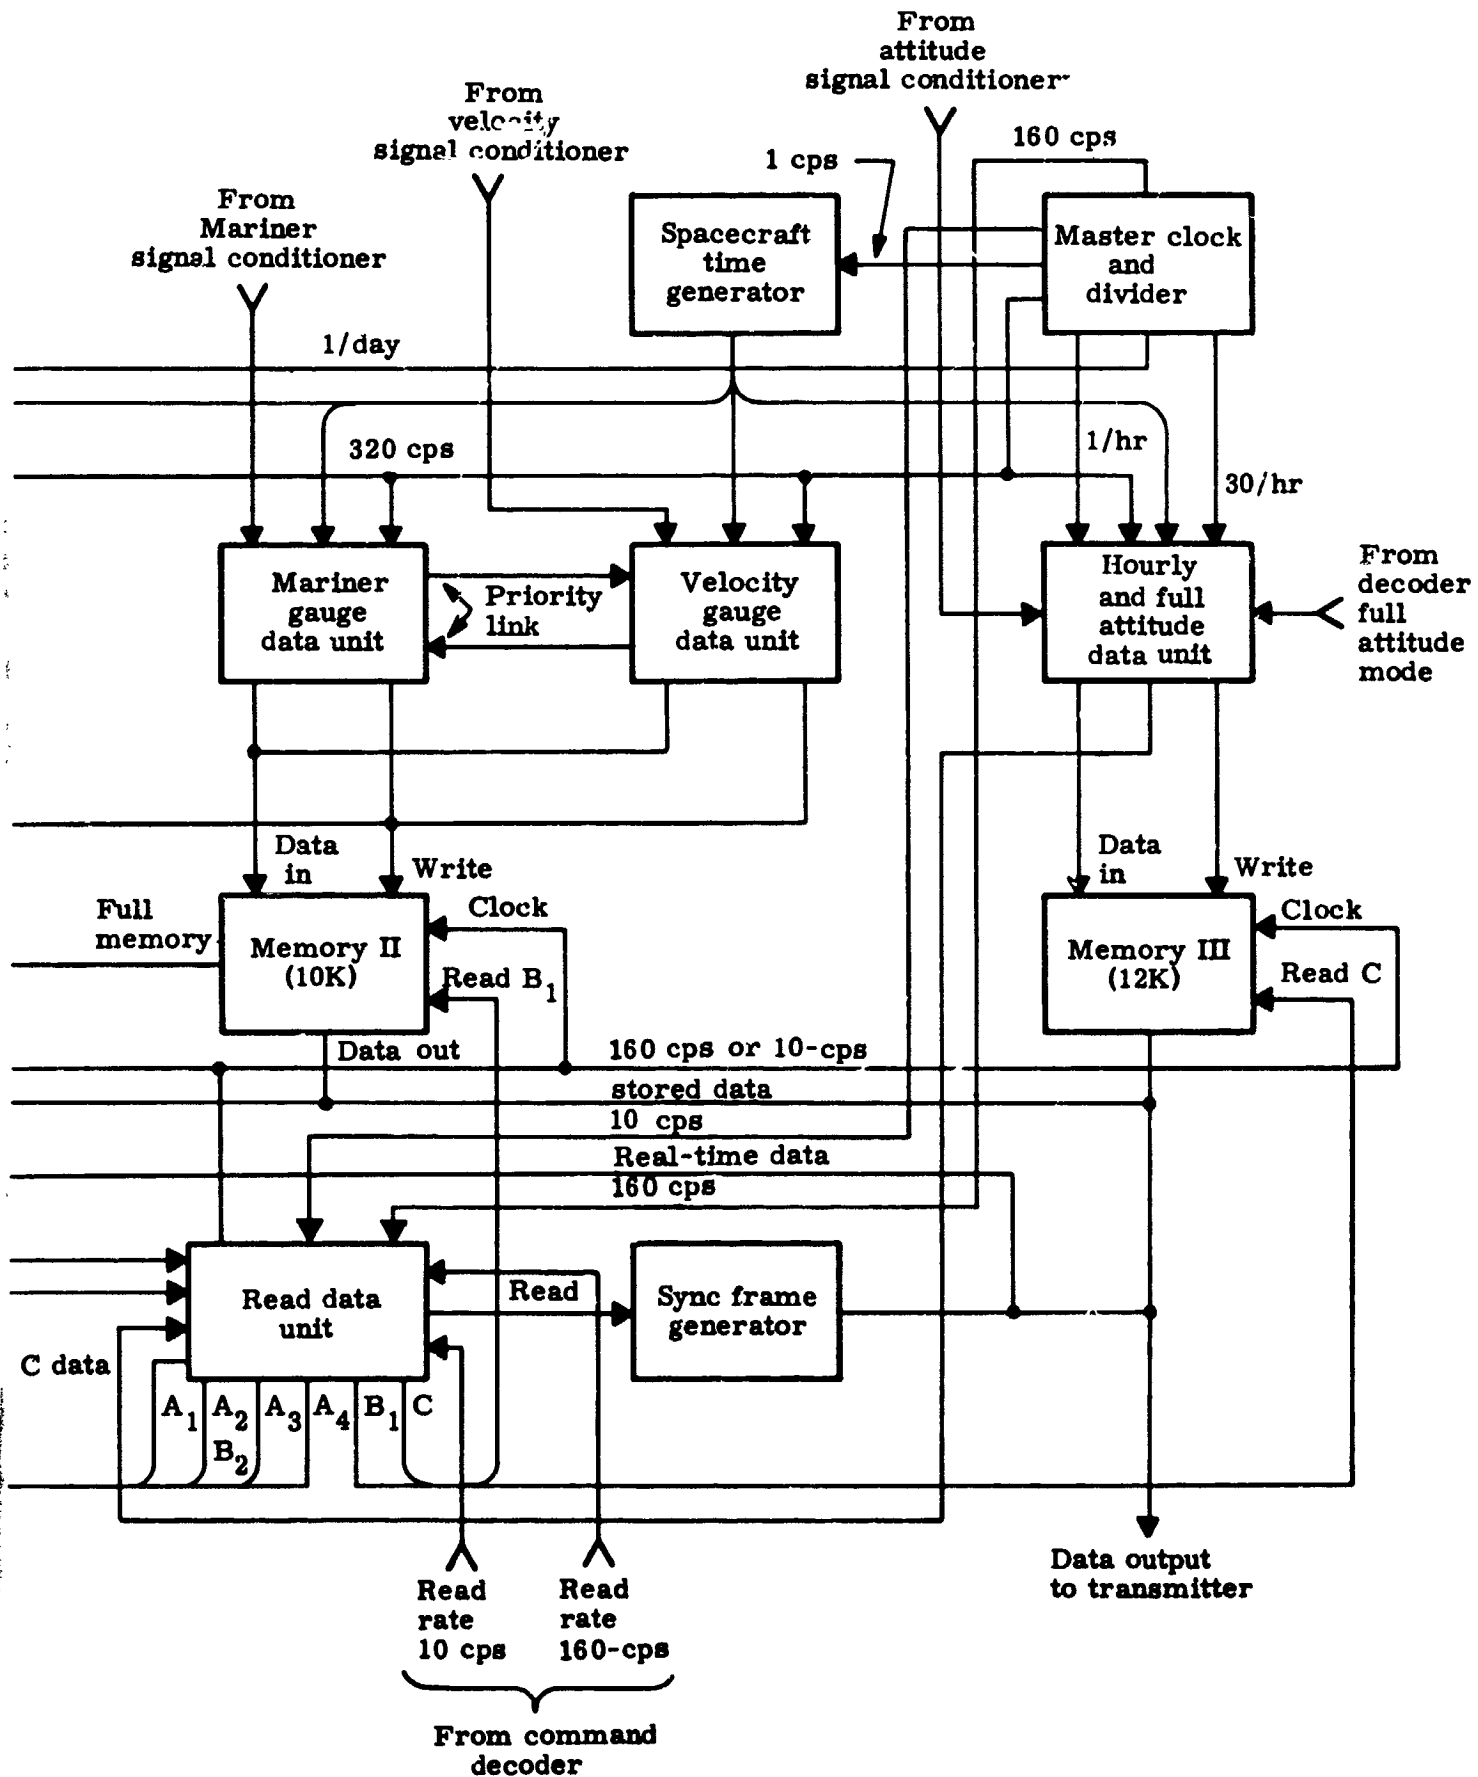 From
attitude
signal conditioner
From
velocity
signal conditioner
160 cps
1 cps
From
Mariner
signal conditioner
Spacecraft
time
generator
Master clock
and
divider
1/day
320 cps
1/hr
30/hr
Mariner
gauge
data unit
Priority
link
Velocity
gauge
data unit
Hourly
and full
attitude
data unit
From
decoder
full
attitude
mode
Data
in
Write
Data
in
Write
Full
memory
Clock
Memory II
(10K)
Read B1
Clock
Memory III
(12K)
Read C
Data out
160 cps or 10-cps
stored data
10 cps
Real-time data
160 cps
Read data
unit
Read
Sync frame
generator
C data
A1 A2 A3 A4 B1 C
B2
Read
rate
10 cps
Read
rate
160-cps
Data output
to transmitter
From command
decoder